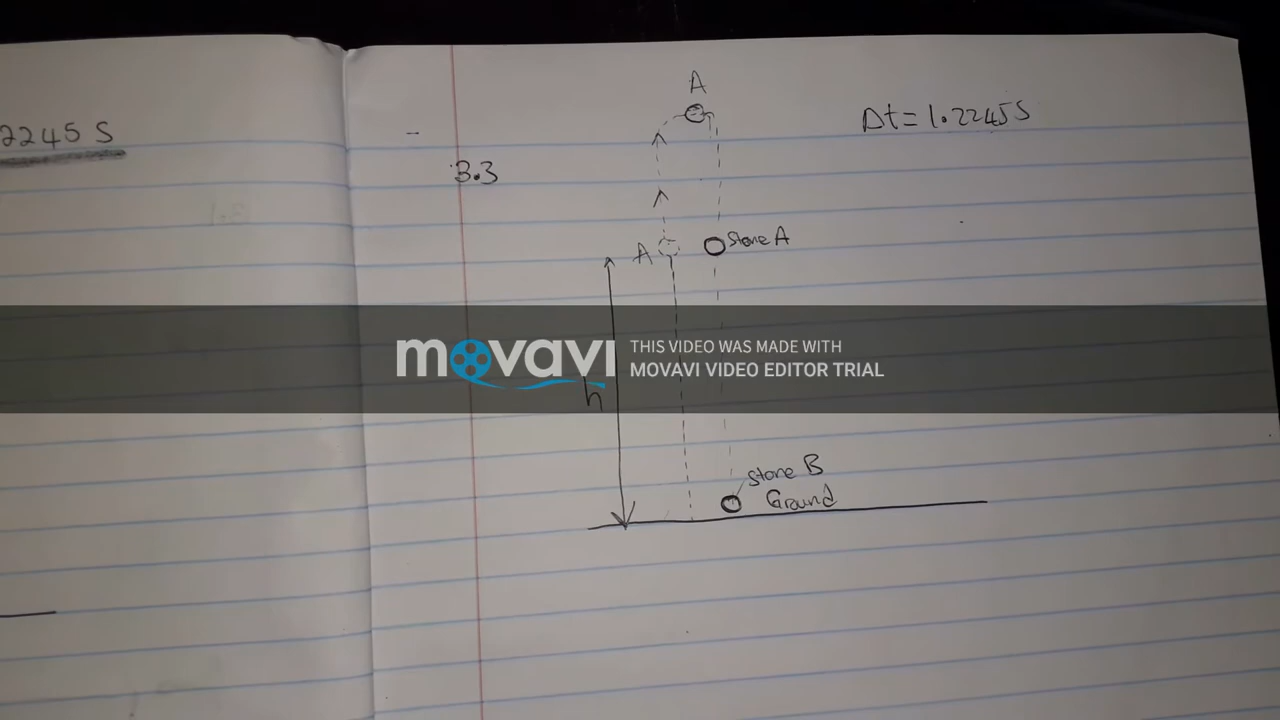 2245 S
A
Δt = 1.2245 S
3.3
A
Stone A
movavi
THIS VIDEO WAS MADE WITH
MOVAVI VIDEO EDITOR TRIAL
h
Stone B
Ground